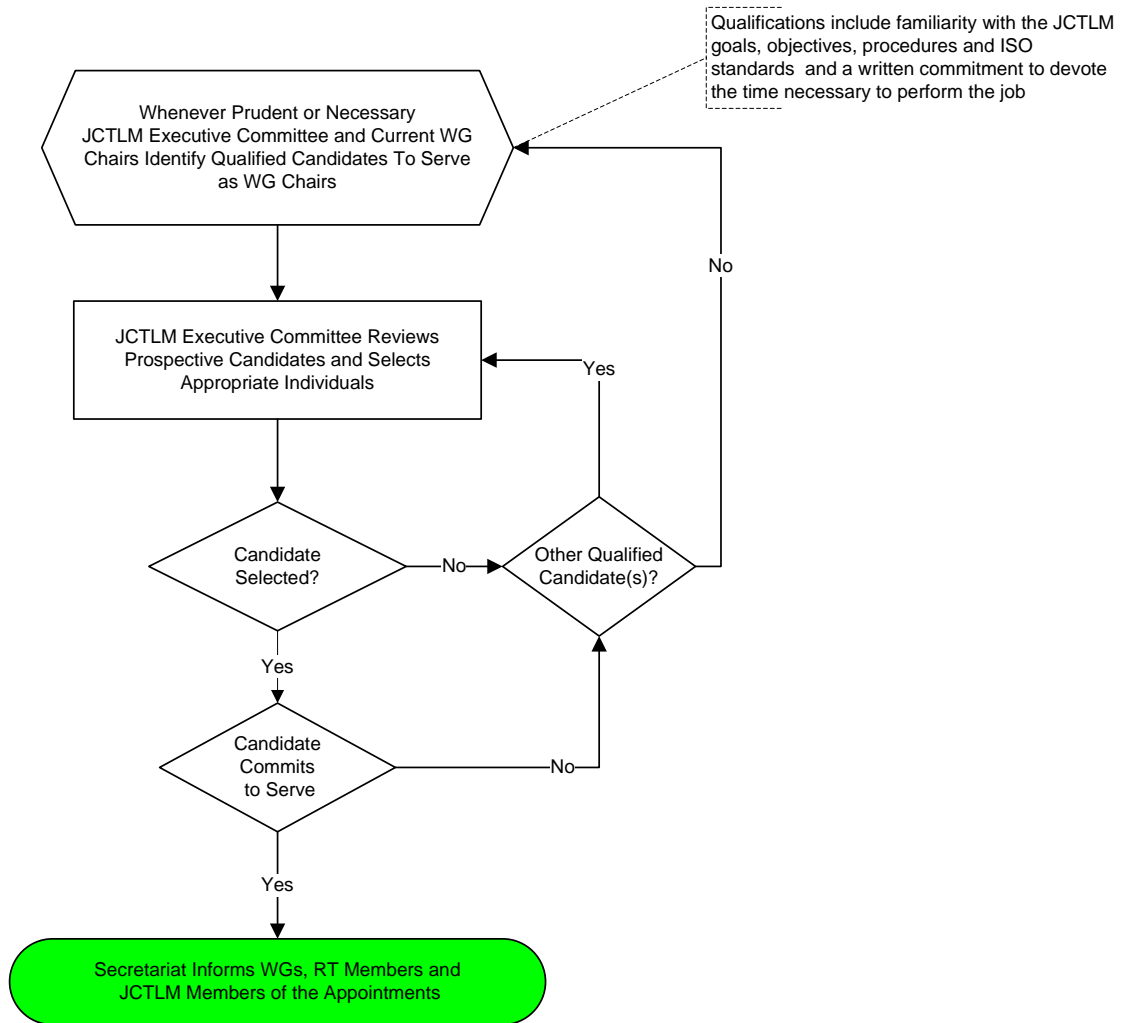 Qualifications include familiarity with the JCTLM
goals, objectives, procedures and ISO
standards and a written commitment to devote
the time necessary to perform the job
Whenever Prudent or Necessary
JCTLM Executive Committee and Current WG
Chairs Identify Qualified Candidates To Serve
as WG Chairs
No
JCTLM Executive Committee Reviews
Prospective Candidates and Selects
Appropriate Individuals
Yes
Candidate
Selected?
No
Other Qualified
Candidate(s)?
Yes
Candidate
Commits
to Serve
No
Yes
Secretariat Informs WGs, RT Members and
JCTLM Members of the Appointments